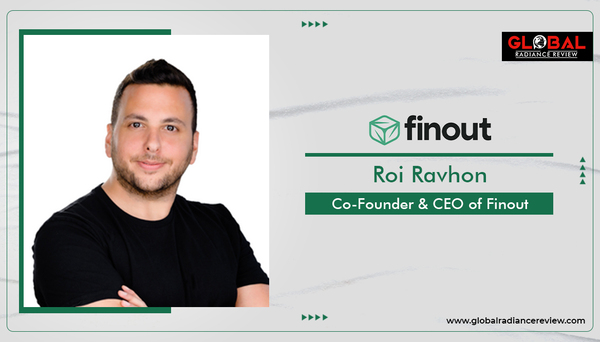 GLOBAL
RADIANCE REVIEW
finout
Roi Ravhon
Co-Founder & CEO of Finout
www.globalradiancereview.com